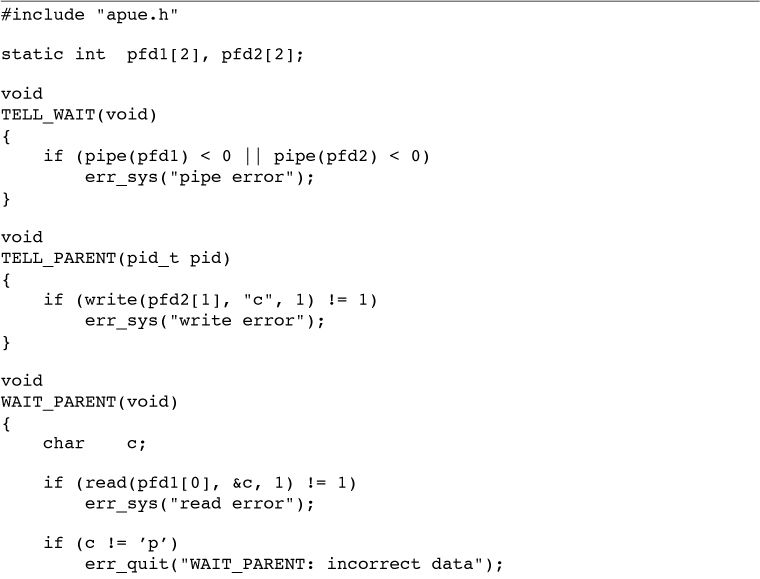 #include "apue.h"

static int  pfd1[2], pfd2[2];

void
TELL_WAIT(void)
{
    if (pipe(pfd1) < 0 || pipe(pfd2) < 0)
        err_sys("pipe error");
}

void
TELL_PARENT(pid_t pid)
{
    if (write(pfd2[1], "c", 1) != 1)
        err_sys("write error");
}

void
WAIT_PARENT(void)
{
    char    c;

    if (read(pfd1[0], &c, 1) != 1)
        err_sys("read error");

    if (c != ’p’)
        err_quit("WAIT_PARENT: incorrect data");